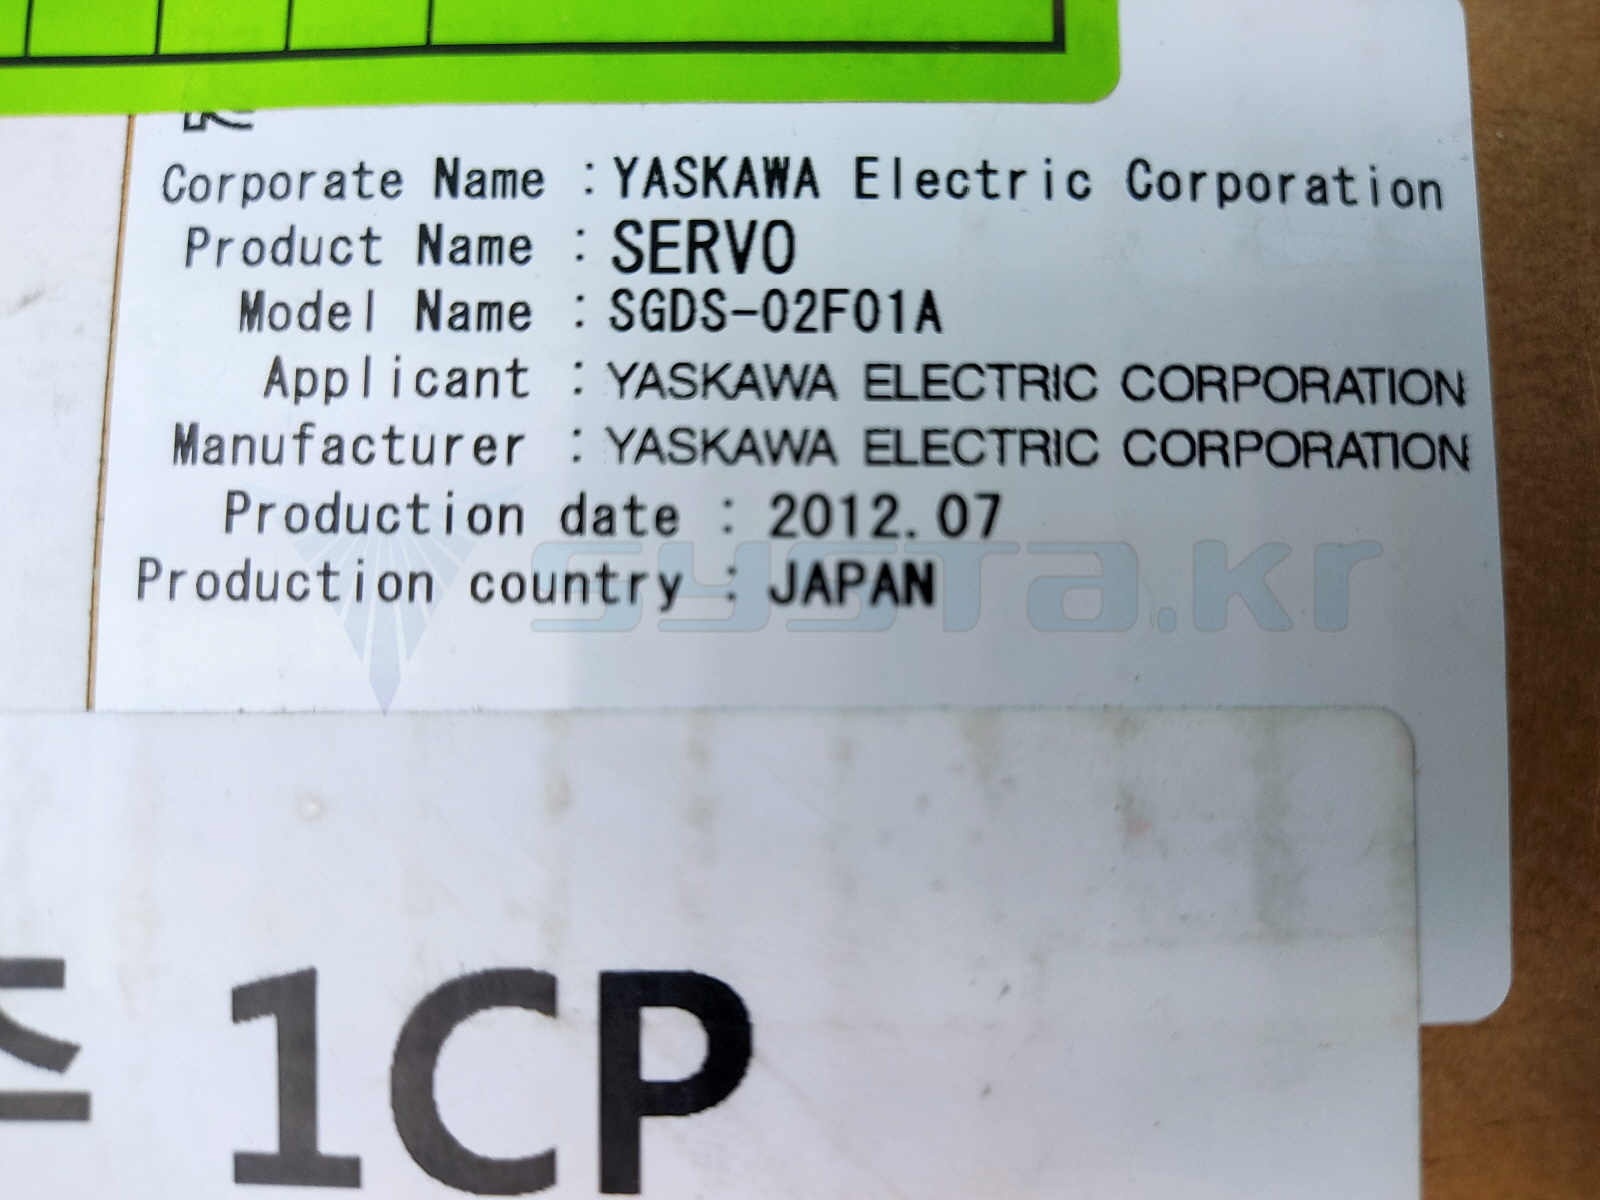 Corporate Name :YASKAWA Electric Corporation
Product Name : SERVO
Model Name : SGDS-02F01A
Applicant : YASKAWA ELECTRIC CORPORATION
Manufacturer : YASKAWA ELECTRIC CORPORATION
Production date : 2012.07
Production country : JAPAN
systa.kr
1CP